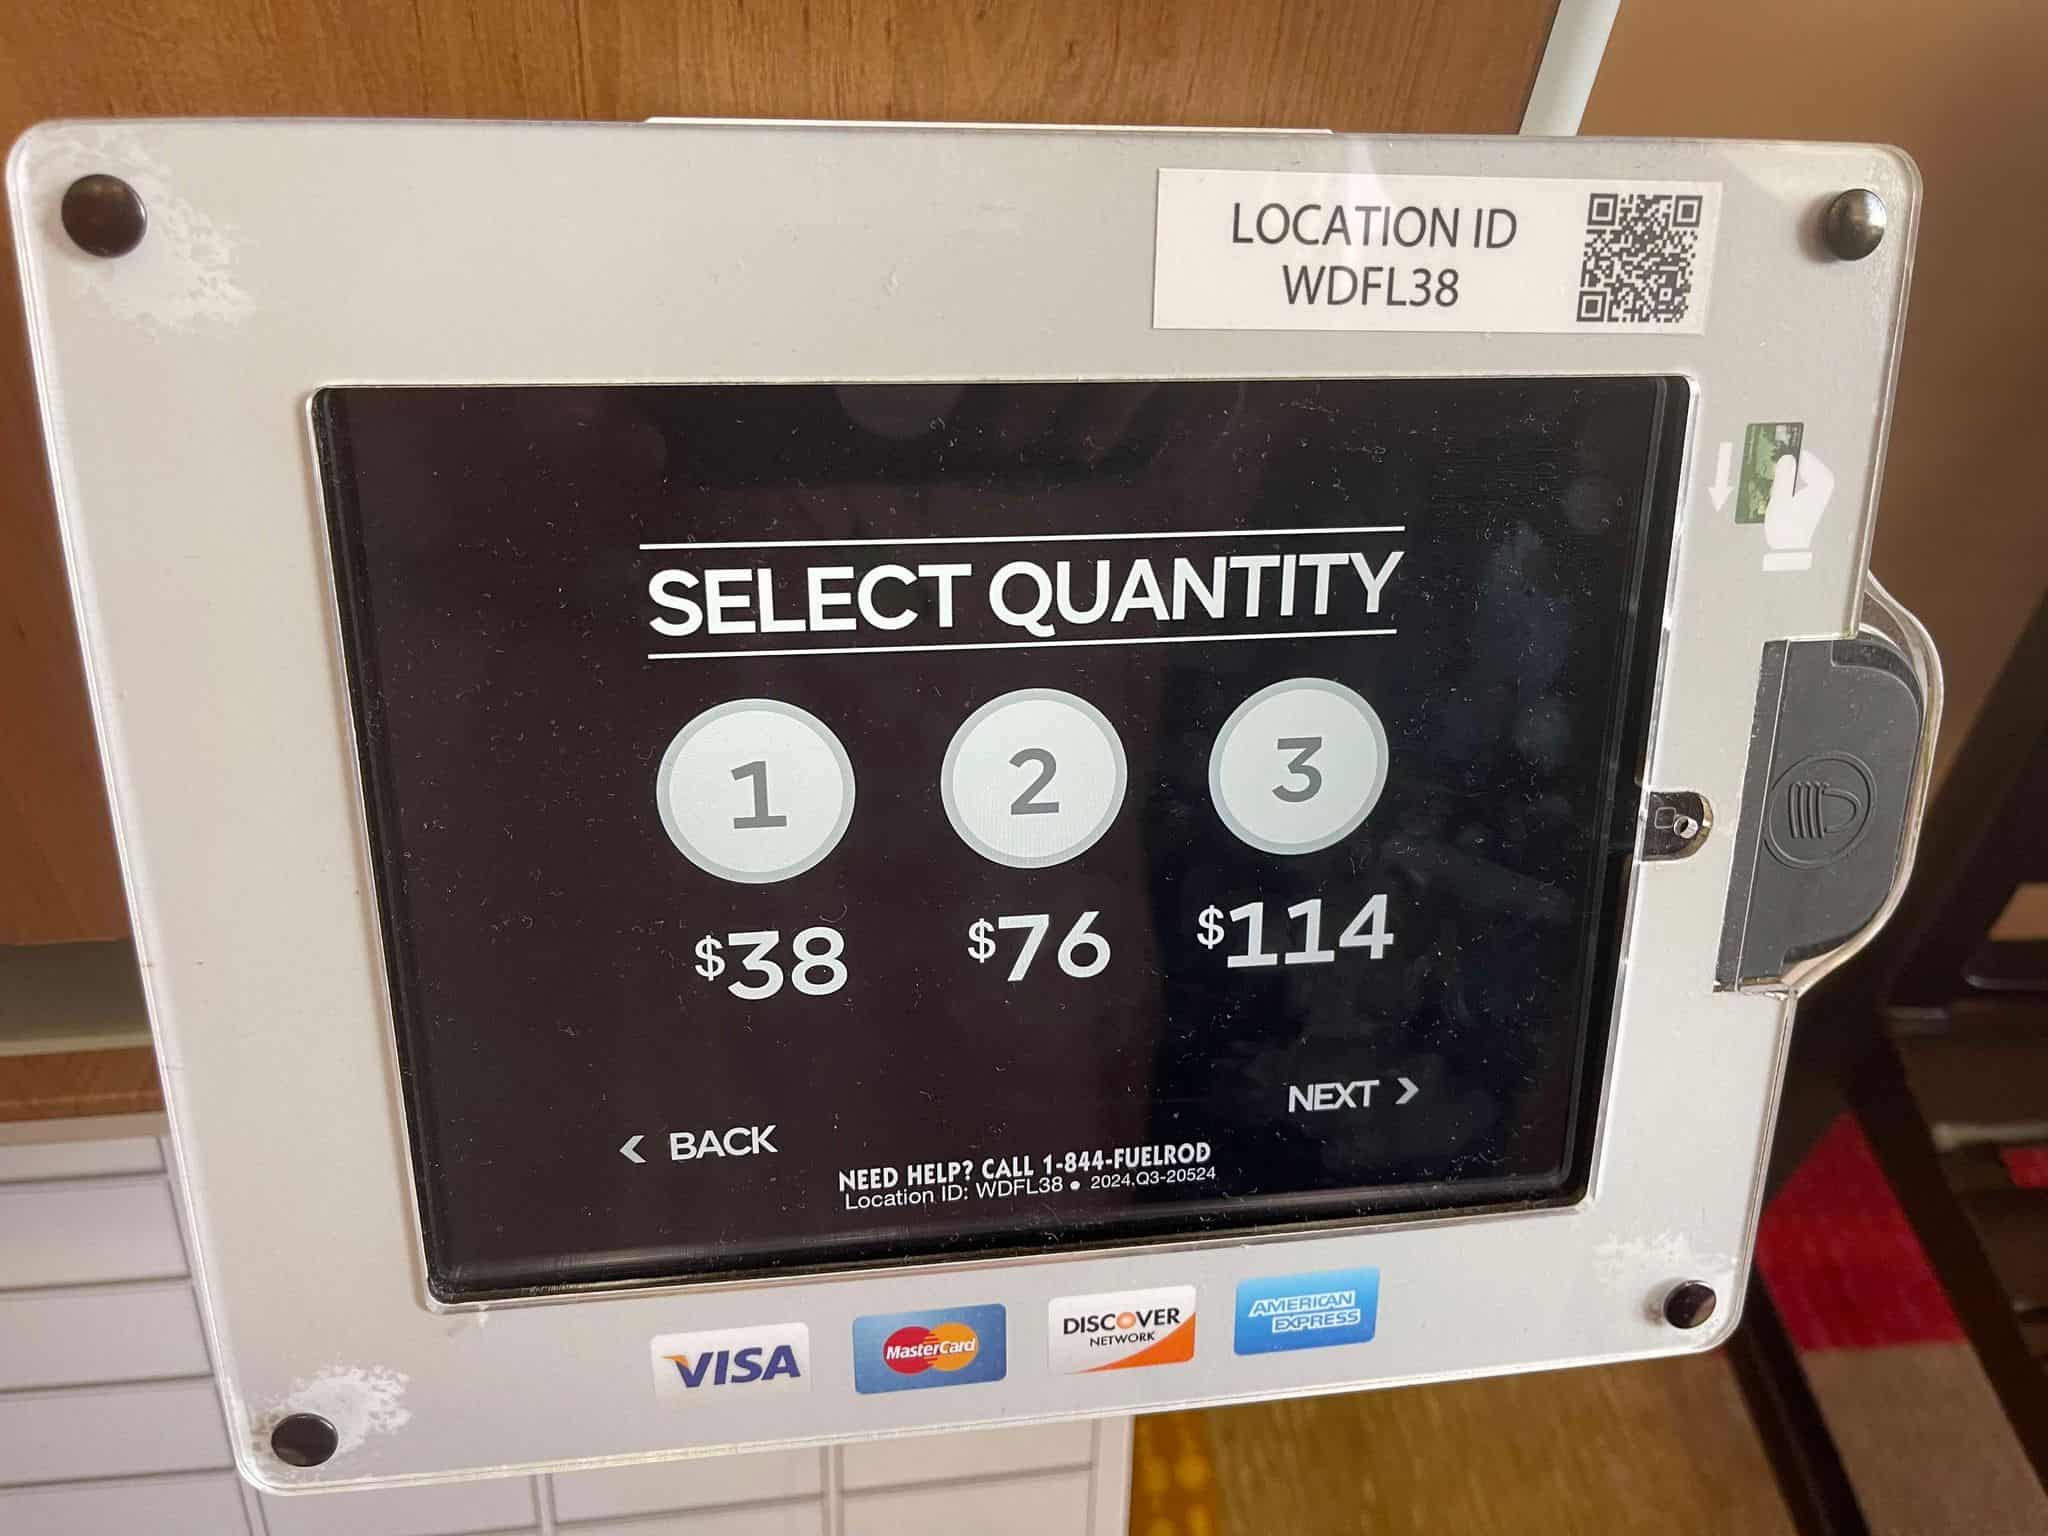 LOCATION ID
WDFL38
SELECT QUANTITY
1 2 3
$38 $76 $114
NEXT >
< BACK
NEED HELP? CALL 1-844-FUELROD
Location ID: WDFL38 • 2024.Q3-20524
VISA MasterCard DISCOVER NETWORK AMERICAN EXPRESS